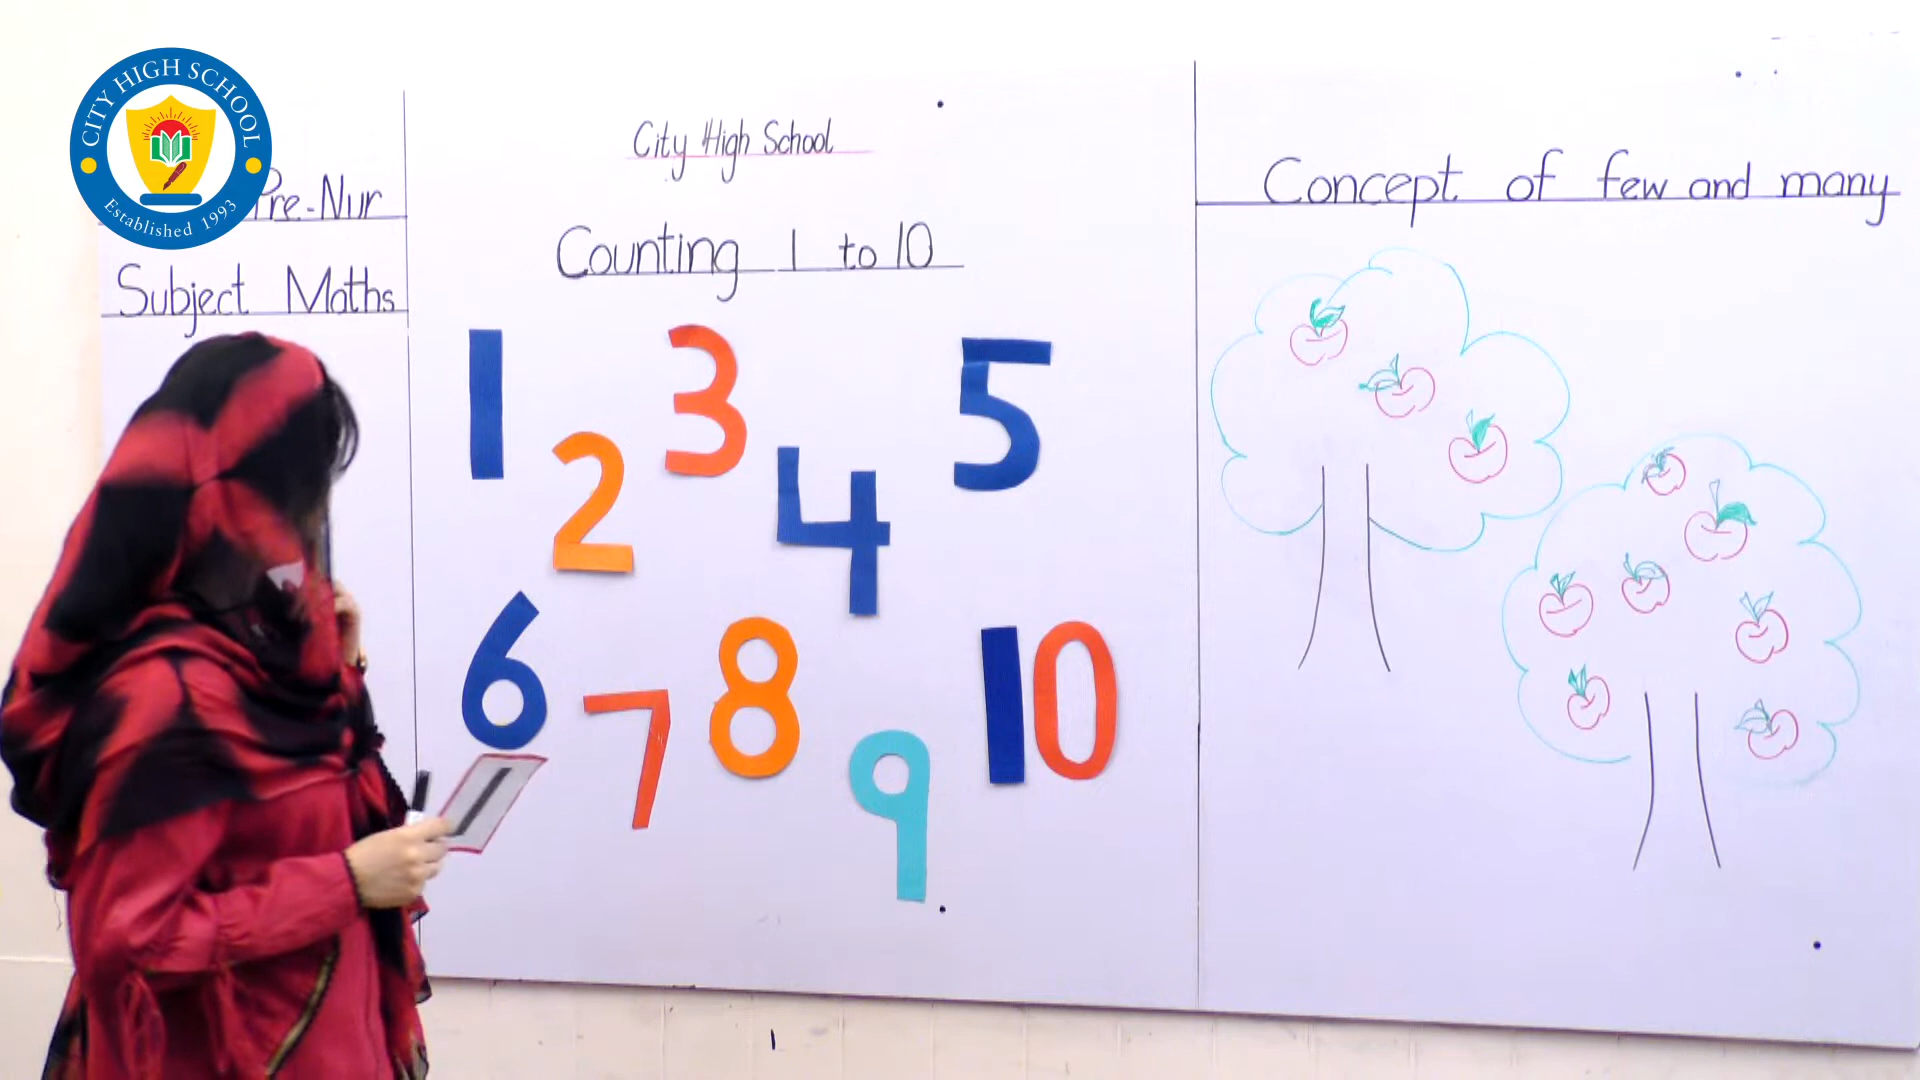 CITY HIGH SCHOOL
Established 1993
Pre-Nur
Subject Maths
City High School
Counting 1 to 10
1
2
3
4
5
6
7
8
9
10
1
Concept of few and many